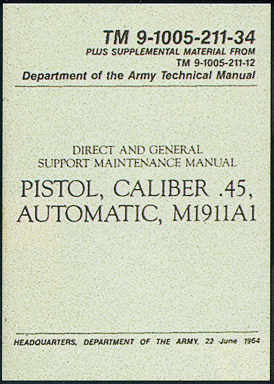 TM 9-1005-211-34
PLUS SUPPLEMENTAL MATERIAL FROM
TM 9-1005-211-12
Department of the Army Technical Manual
DIRECT AND GENERAL
SUPPORT MAINTENANCE MANUAL
PISTOL, CALIBER .45,
AUTOMATIC, M1911A1
HEADQUARTERS, DEPARTMENT OF THE ARMY, 22 June 1964